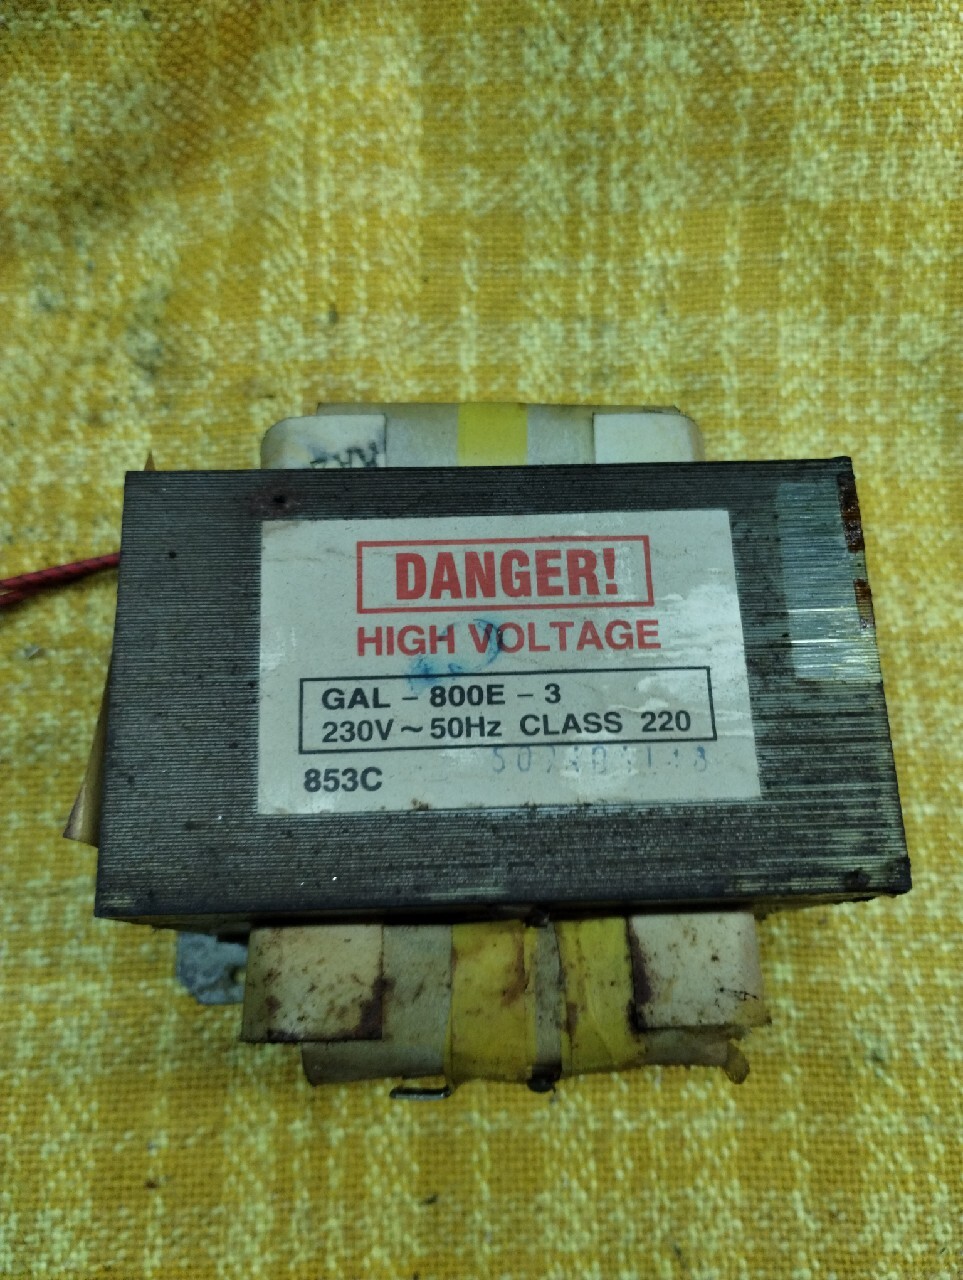 DANGER!
HIGH VOLTAGE
GAL - 800E - 3
230V ~ 50Hz CLASS 220
853C